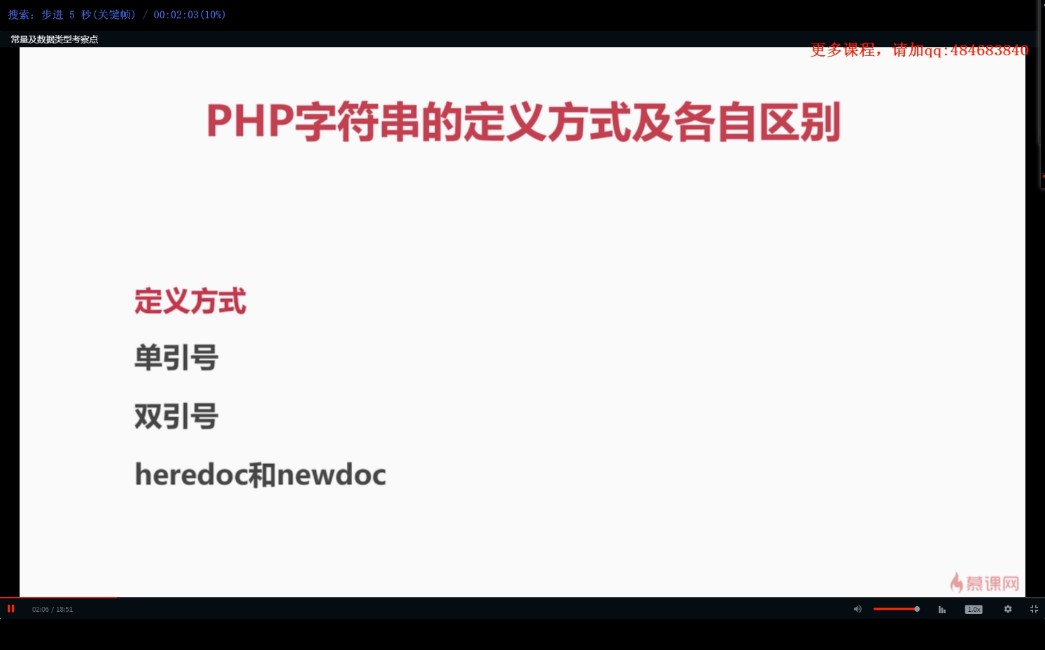 搜索: 步进 5 秒(关键帧) / 00:02:03(10%)
常量及数据类型考察点
更多课程，请加qq:484683840
PHP字符串的定义方式及各自区别
定义方式
单引号
双引号
heredoc和newdoc
慕课网
02:06 / 18:51
1.0x